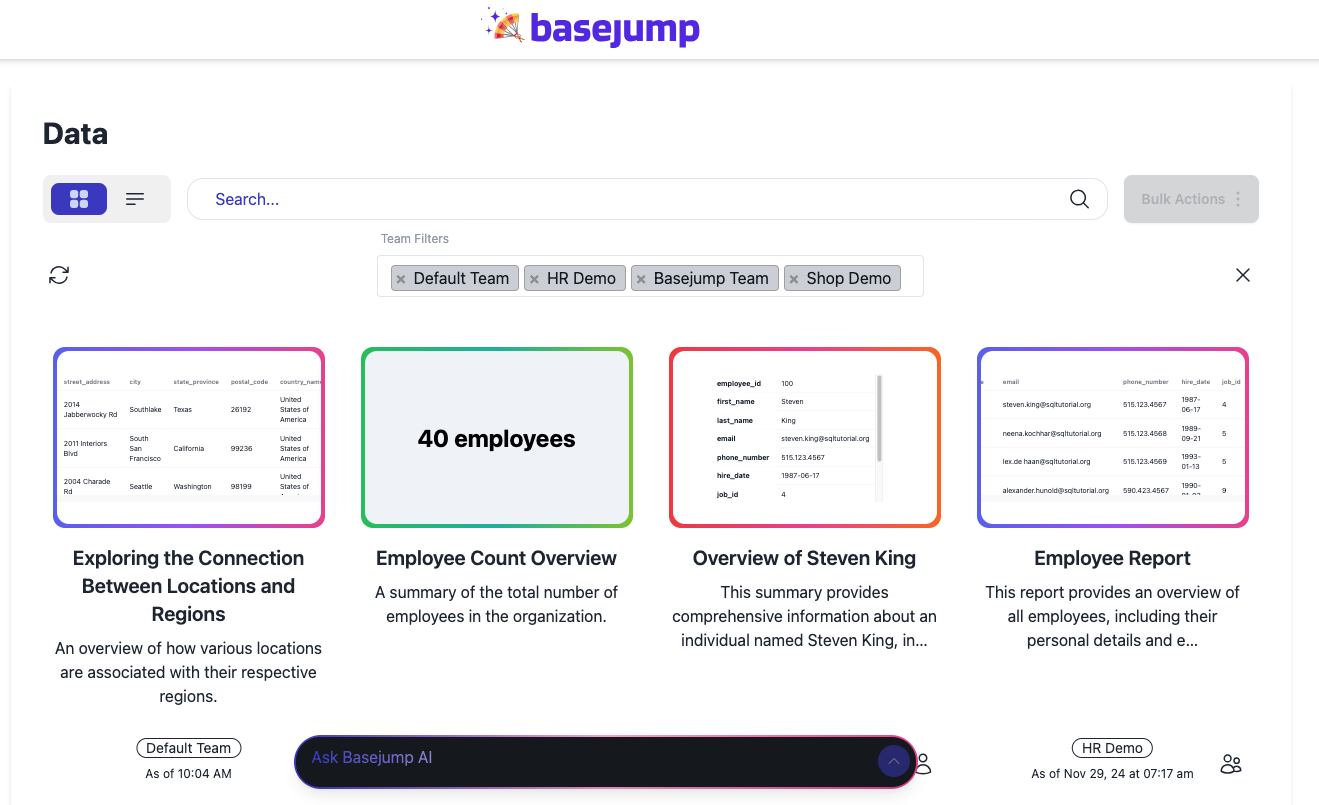 basejump
Data
Search...
Bulk Actions
Team Filters
× Default Team × HR Demo × Basejump Team × Shop Demo
street_address city state_province postal_code country_name
2014 Jabberwocky Rd Southlake Texas 26192 United States of America
2011 Interiors Blvd South San Francisco California 99236 United States of America
2004 Charade Rd Seattle Washington 98199 United States of America
40 employees
employee_id 100
first_name Steven
last_name King
email steven.king@sqltutorial.org
phone_number 515.123.4567
hire_date 1987-06-17
job_id 4
email phone_number hire_date job_id
steven.king@sqltutorial.org 515.123.4567 1987-06-17 4
neena.kochhar@sqltutorial.org 515.123.4568 1989-09-21 5
lex.de haan@sqltutorial.org 515.123.4569 1993-01-13 5
alexander.hunold@sqltutorial.org 590.423.4567 1990- 9
Exploring the Connection
Between Locations and
Regions
An overview of how various locations
are associated with their respective
regions.
Default Team
As of 10:04 AM
Employee Count Overview
A summary of the total number of
employees in the organization.
Overview of Steven King
This summary provides
comprehensive information about an
individual named Steven King, in...
Employee Report
This report provides an overview of
all employees, including their
personal details and e...
HR Demo
As of Nov 29, 24 at 07:17 am
Ask Basejump AI